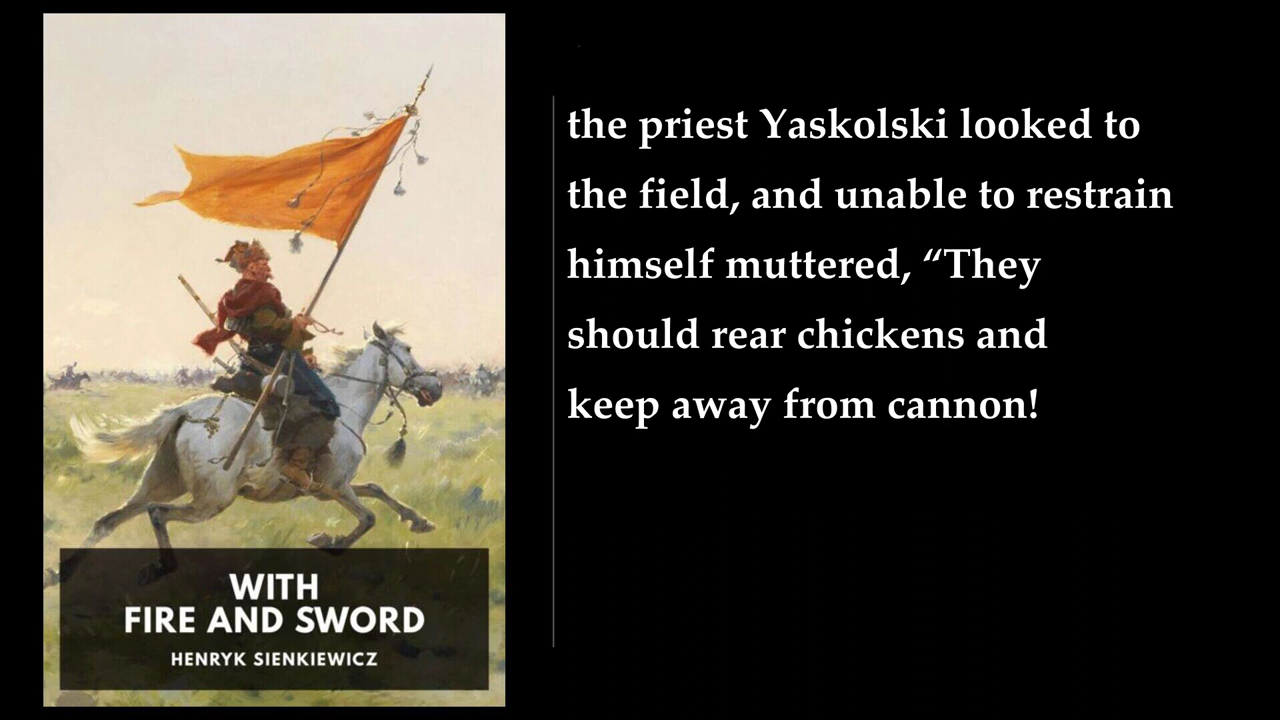 WITH
FIRE AND SWORD
HENRYK SIENKIEWICZ
the priest Yaskolski looked to
the field, and unable to restrain
himself muttered, “They
should rear chickens and
keep away from cannon!